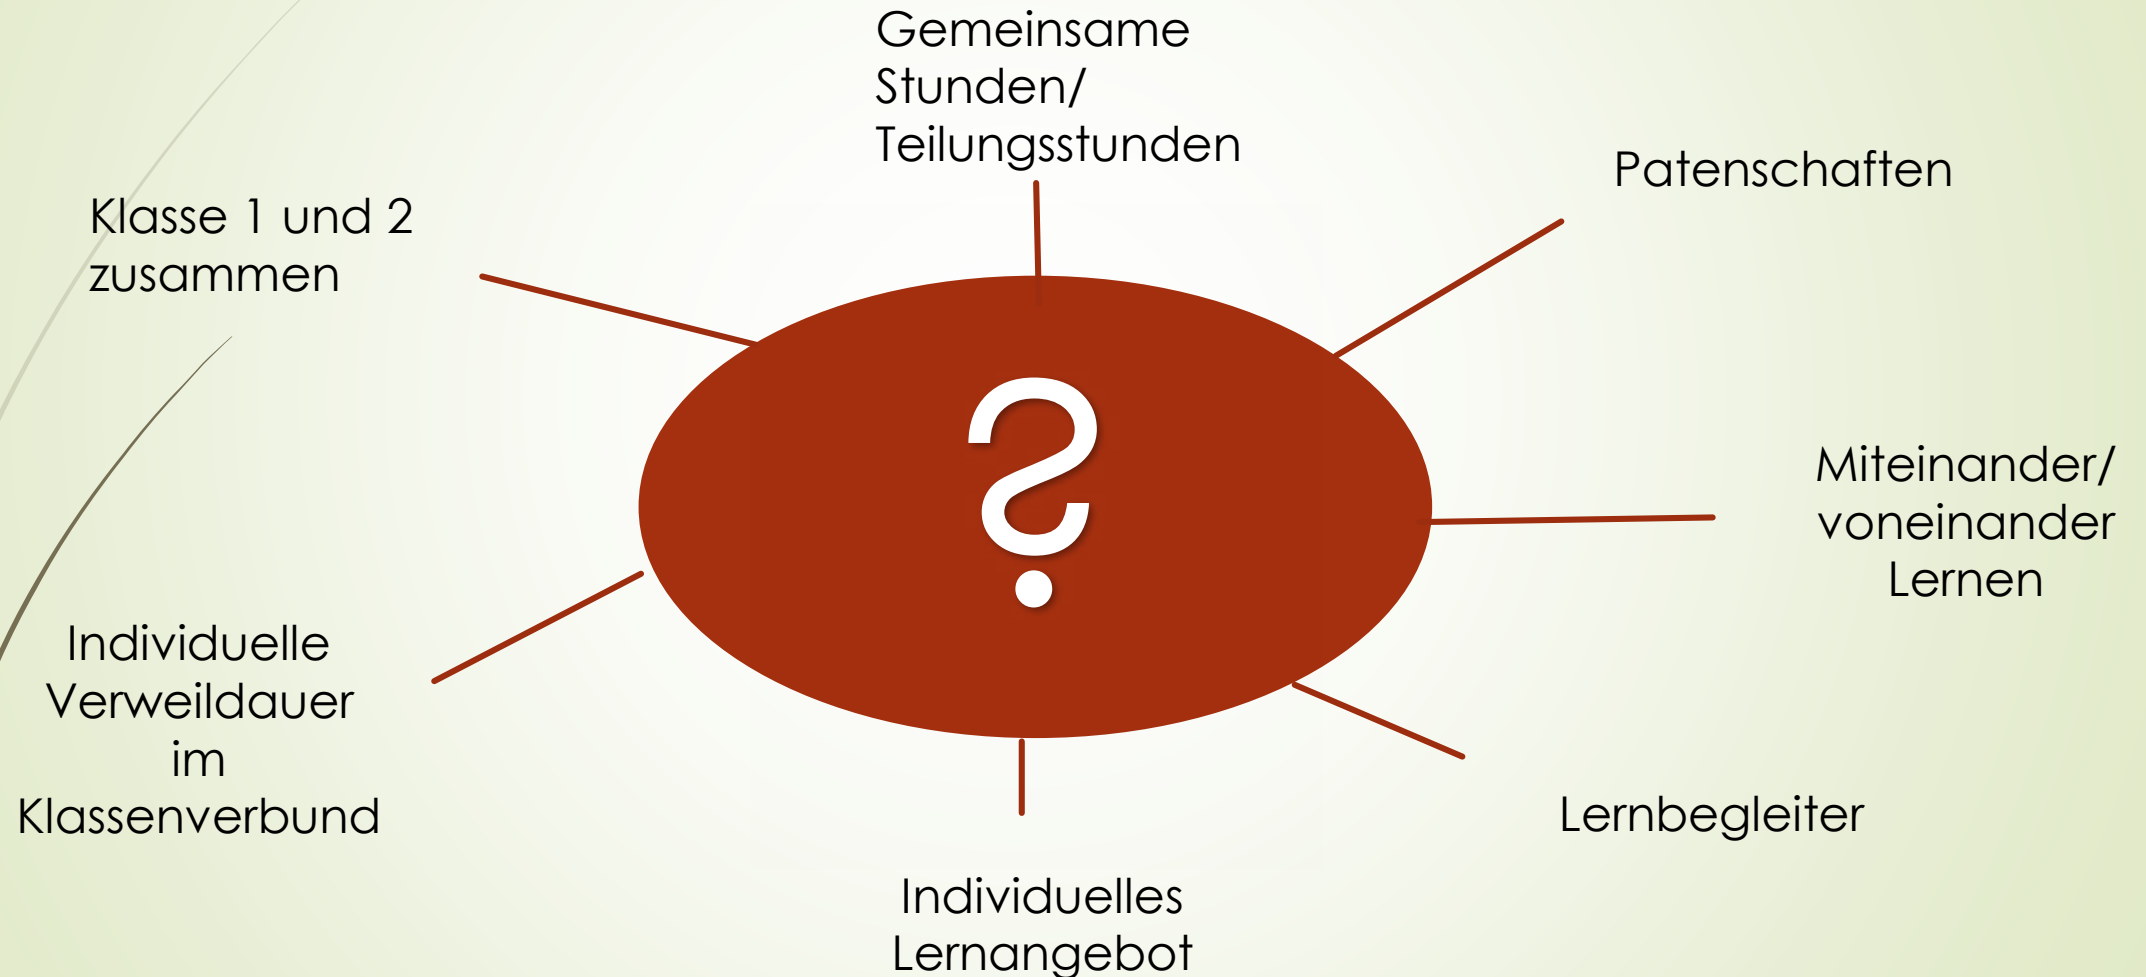 Gemeinsame
Stunden/
Teilungsstunden
Patenschaften
Klasse 1 und 2
zusammen
?
Miteinander/
voneinander
Lernen
Individuelle
Verweildauer
im
Klassenverbund
Lernbegleiter
Individuelles
Lernangebot